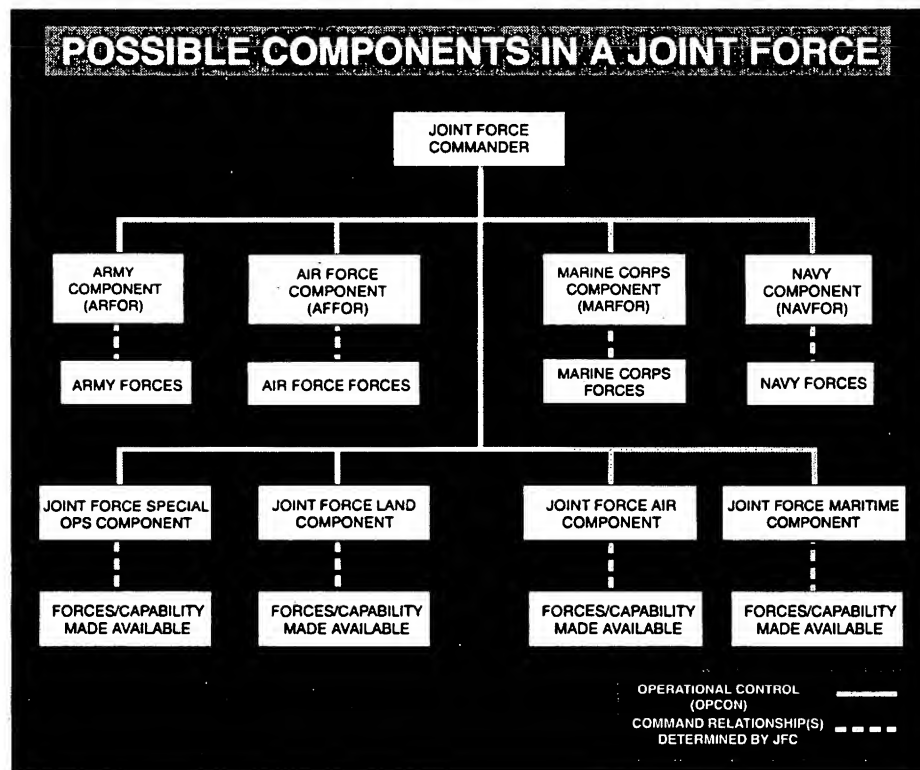 POSSIBLE COMPONENTS IN A JOINT FORCE
JOINT FORCE
COMMANDER
ARMY
COMPONENT
(ARFOR)
AIR FORCE
COMPONENT
(AFFOR)
MARINE CORPS
COMPONENT
(MARFOR)
NAVY
COMPONENT
(NAVFOR)
ARMY FORCES
AIR FORCE FORCES
MARINE CORPS
FORCES
NAVY FORCES
JOINT FORCE SPECIAL
OPS COMPONENT
JOINT FORCE LAND
COMPONENT
JOINT FORCE AIR
COMPONENT
JOINT FORCE MARITIME
COMPONENT
FORCES/CAPABILITY
MADE AVAILABLE
FORCES/CAPABILITY
MADE AVAILABLE
FORCES/CAPABILITY
MADE AVAILABLE
FORCES/CAPABILITY
MADE AVAILABLE
OPERATIONAL CONTROL
(OPCON)
COMMAND RELATIONSHIP(S)
DETERMINED BY JFC